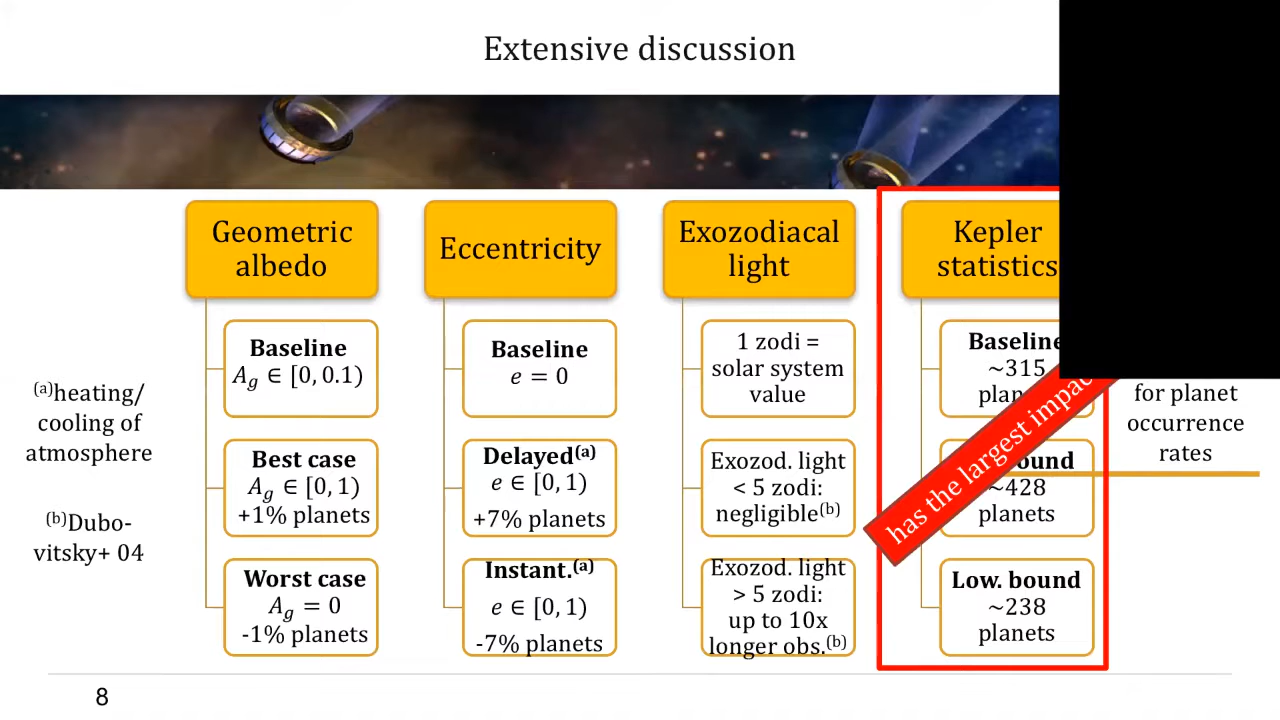 Extensive discussion
Geometric
albedo
Baseline
A_g ∈ [0, 0.1)
Best case
A_g ∈ [0, 1)
+1% planets
Worst case
A_g = 0
-1% planets
Eccentricity
Baseline
e = 0
Delayed(a)
e ∈ [0, 1)
+7% planets
Instant.(a)
e ∈ [0, 1)
-7% planets
Exozodiacal
light
1 zodi =
solar system
value
Exozod. light
< 5 zodi:
negligible(b)
Exozod. light
> 5 zodi:
up to 10x
longer obs.(b)
Kepler
statistics
Baseline
~315
~428
planets
Low. bound
~238
planets
has the largest impac
(a)heating/
cooling of
atmosphere
(b)Dubo-
vitsky+ 04
for planet
occurrence
rates
8